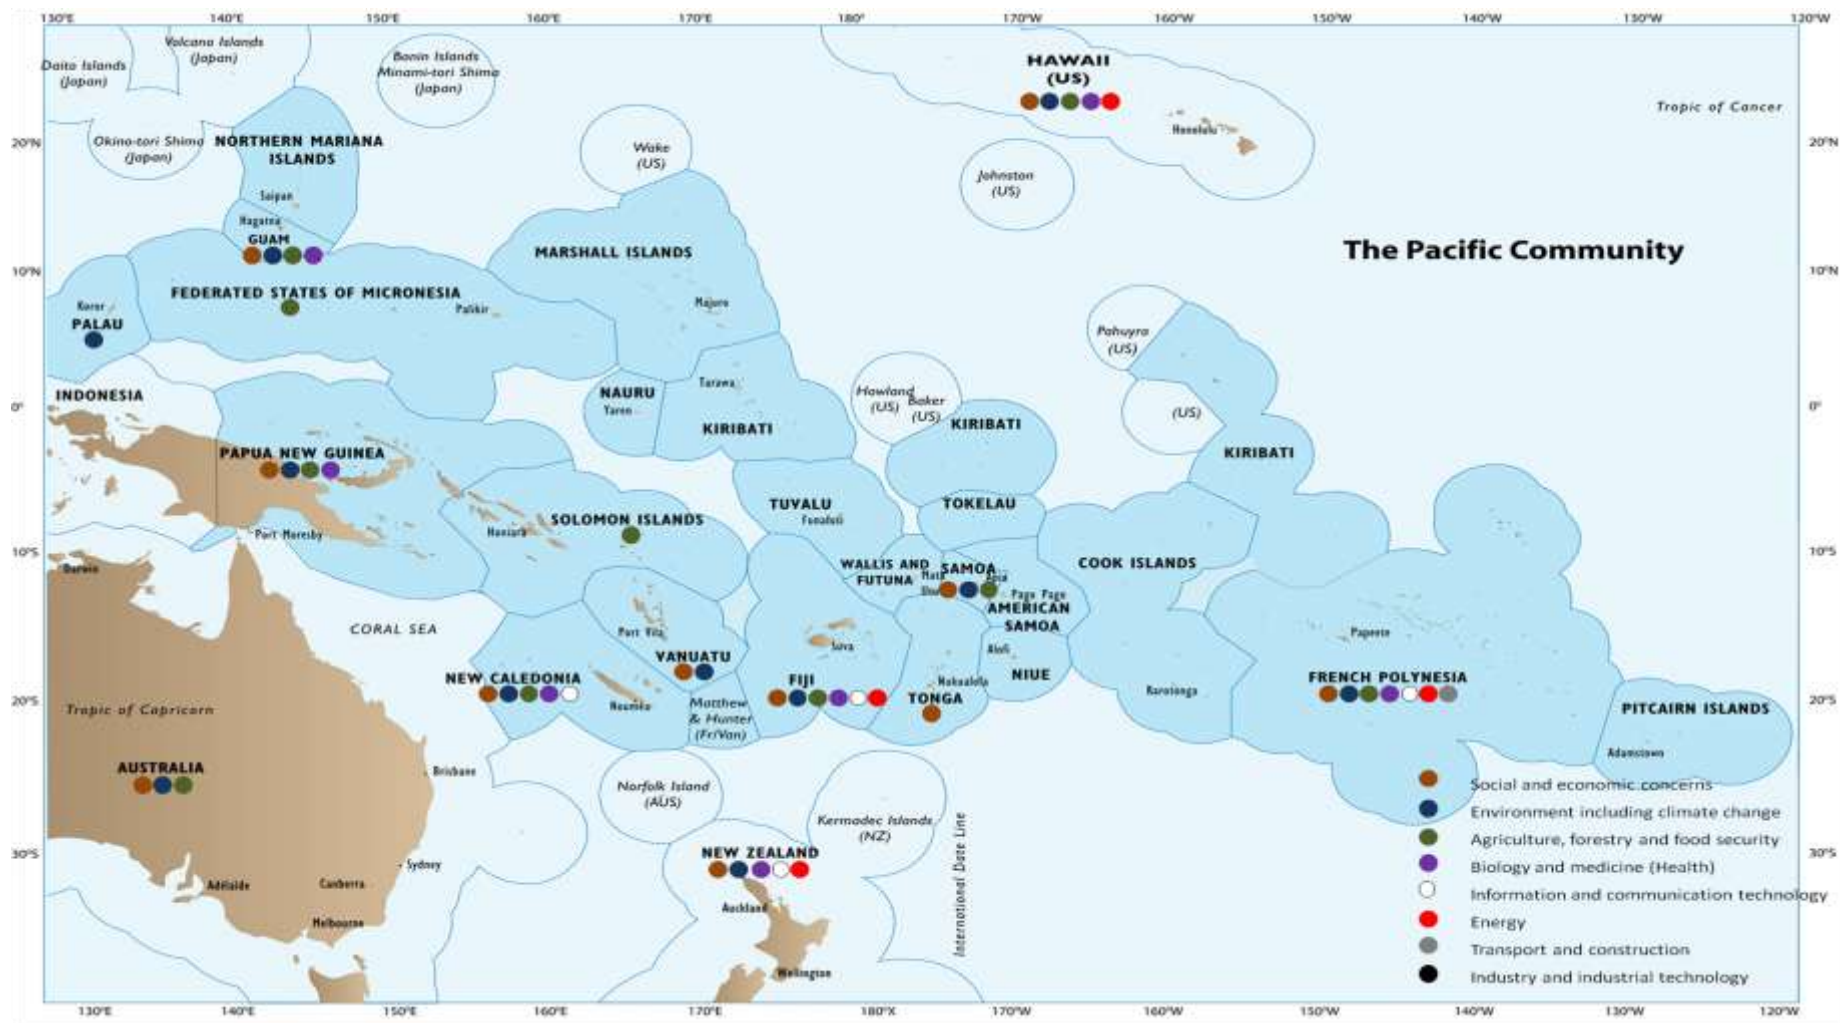 130°E 140°E 150°E 160°E 170°E 180° 170°W 160°W 150°W 140°W 130°W 120°W
Volcano Islands
(Japan)
Daito Islands
(Japan)
Bonin Islands
Minami-tori Shima
(Japan)
HAWAII
(US)
Tropic of Cancer
Honolulu
20°N
20°N
Okino-tori Shima
(Japan)
NORTHERN MARIANA
ISLANDS
Wake
(US)
Johnston
(US)
Saipan
Hagatna
GUAM
MARSHALL ISLANDS
The Pacific Community
10°N
10°N
FEDERATED STATES OF MICRONESIA
Palikir
Majuro
Koror
PALAU
Pahuyra
(US)
INDONESIA
NAURU
Yaren
Tarawa
KIRIBATI
Howland
(US)
Baker
(US)
KIRIBATI
(US)
KIRIBATI
0°
0°
PAPUA NEW GUINEA
SOLOMON ISLANDS
Honiara
TUVALU
Funafuti
TOKELAU
Port Moresby
10°S
10°S
Darwin
WALLIS AND
FUTUNA
Mata
Utu
SAMOA
Apia
Pago Pago
AMERICAN
SAMOA
COOK ISLANDS
CORAL SEA
Port Vila
VANUATU
Suva
Alofi
NIUE
Papeete
NEW CALEDONIA
Noumea
FIJI
Nukualofa
TONGA
Rarotonga
FRENCH POLYNESIA
20°S
20°S
Tropic of Capricorn
Matthew
& Hunter
(Fr/Van)
PITCAIRN ISLANDS
Adamstown
AUSTRALIA
Brisbane
Norfolk Island
(AUS)
Kermadec Islands
(NZ)
International Date Line
30°S
30°S
NEW ZEALAND
Sydney
Adelaide
Canberra
Melbourne
Auckland
Wellington
Social and economic concerns
Environment including climate change
Agriculture, forestry and food security
Biology and medicine (Health)
Information and communication technology
Energy
Transport and construction
Industry and industrial technology
130°E 140°E 150°E 160°E 170°E 180°E 170°W 160°W 150°W 140°W 130°W 120°W